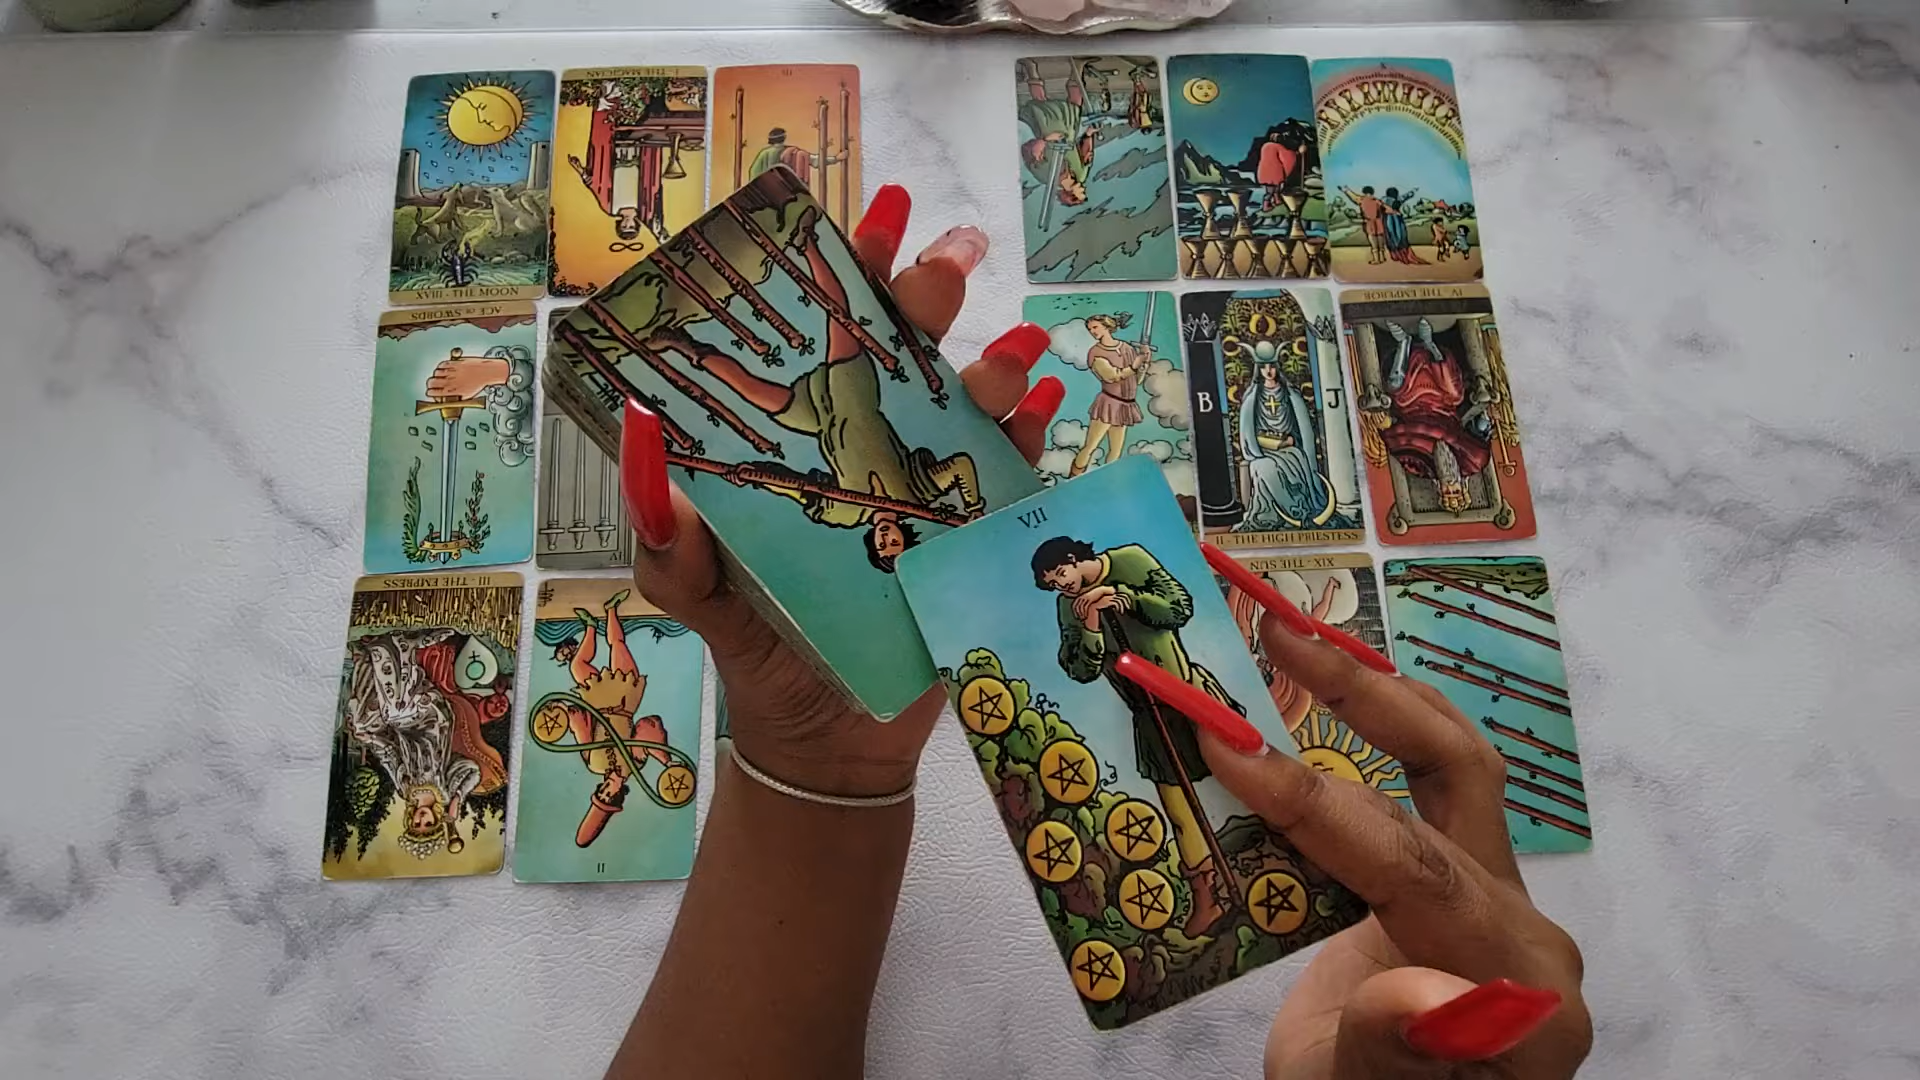 I - THE MAGICIAN
III
X
XVIII - THE MOON
V
ACE OF SWORDS
IV
B
J
II - THE HIGH PRIESTESS
IV - THE EMPEROR
VII
III - THE EMPRESS
XIX - THE SUN
II